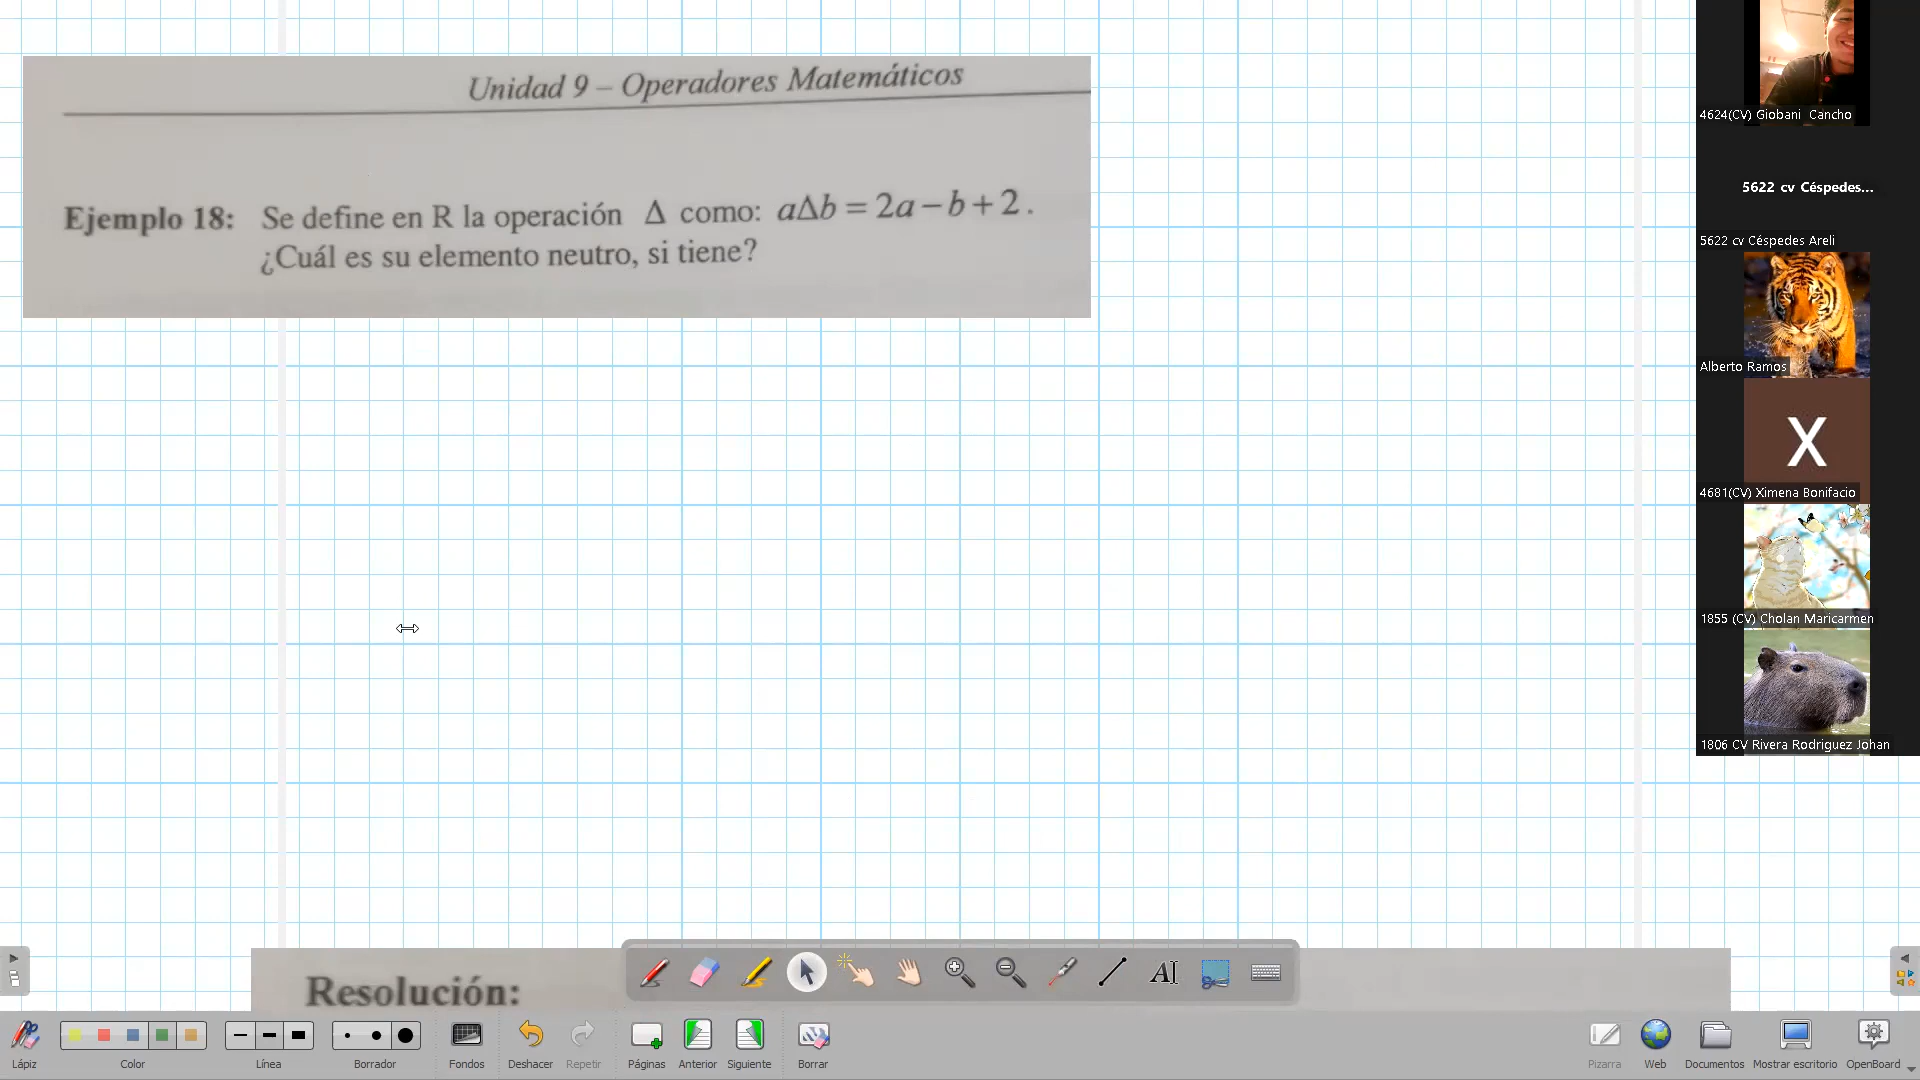 Unidad 9 – Operadores Matemáticos
Ejemplo 18: Se define en R la operación Δ como: aΔb = 2a − b + 2.
¿Cuál es su elemento neutro, si tiene?
4624(CV) Giobani Cancho
5622 cv Céspedes...
5622 cv Céspedes Areli
Alberto Ramos
X
4681(CV) Ximena Bonifacio
1855 (CV) Cholan Maricarmen
1806 CV Rivera Rodriguez Johan
Resolución:
AI
Lápiz
Color
Línea
Borrador
Fondos
Deshacer
Repetir
Páginas
Anterior
Siguiente
Borrar
Pizarra
Web
Documentos
Mostrar escritorio
OpenBoard